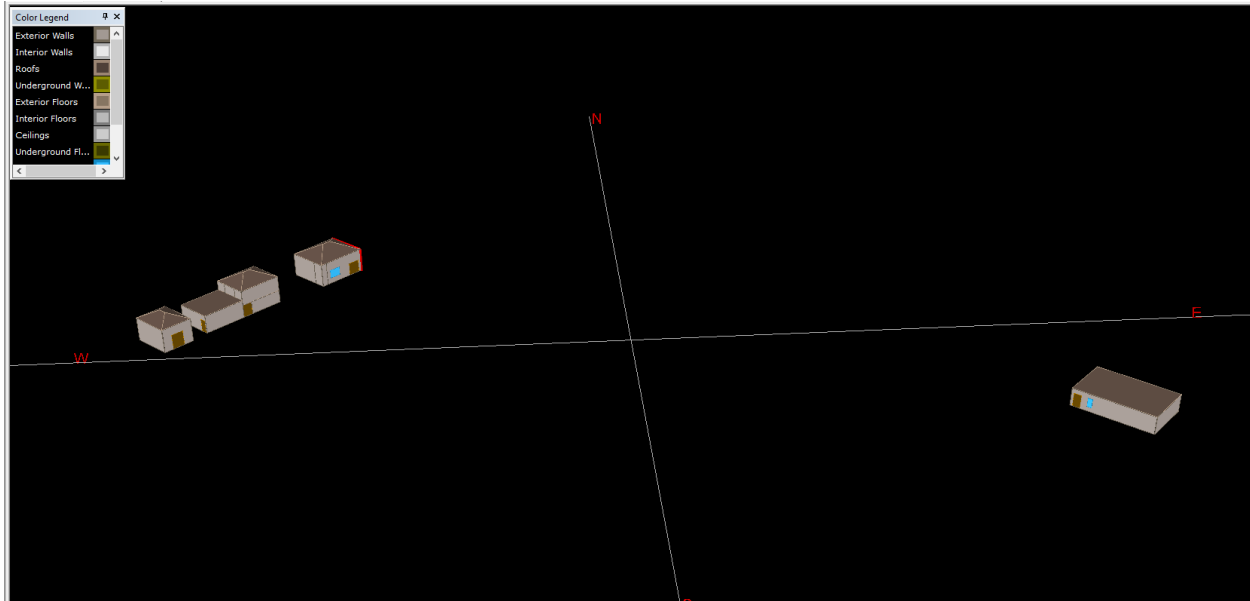 Color Legend
Exterior Walls
Interior Walls
Roofs
Underground W...
Exterior Floors
Interior Floors
Ceilings
Underground Fl...
N
W
E